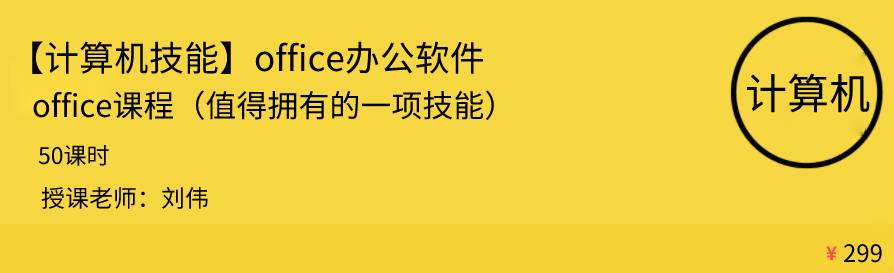 【计算机技能】office办公软件
office课程（值得拥有的一项技能）
计算机
50课时
授课老师：刘伟
¥ 299